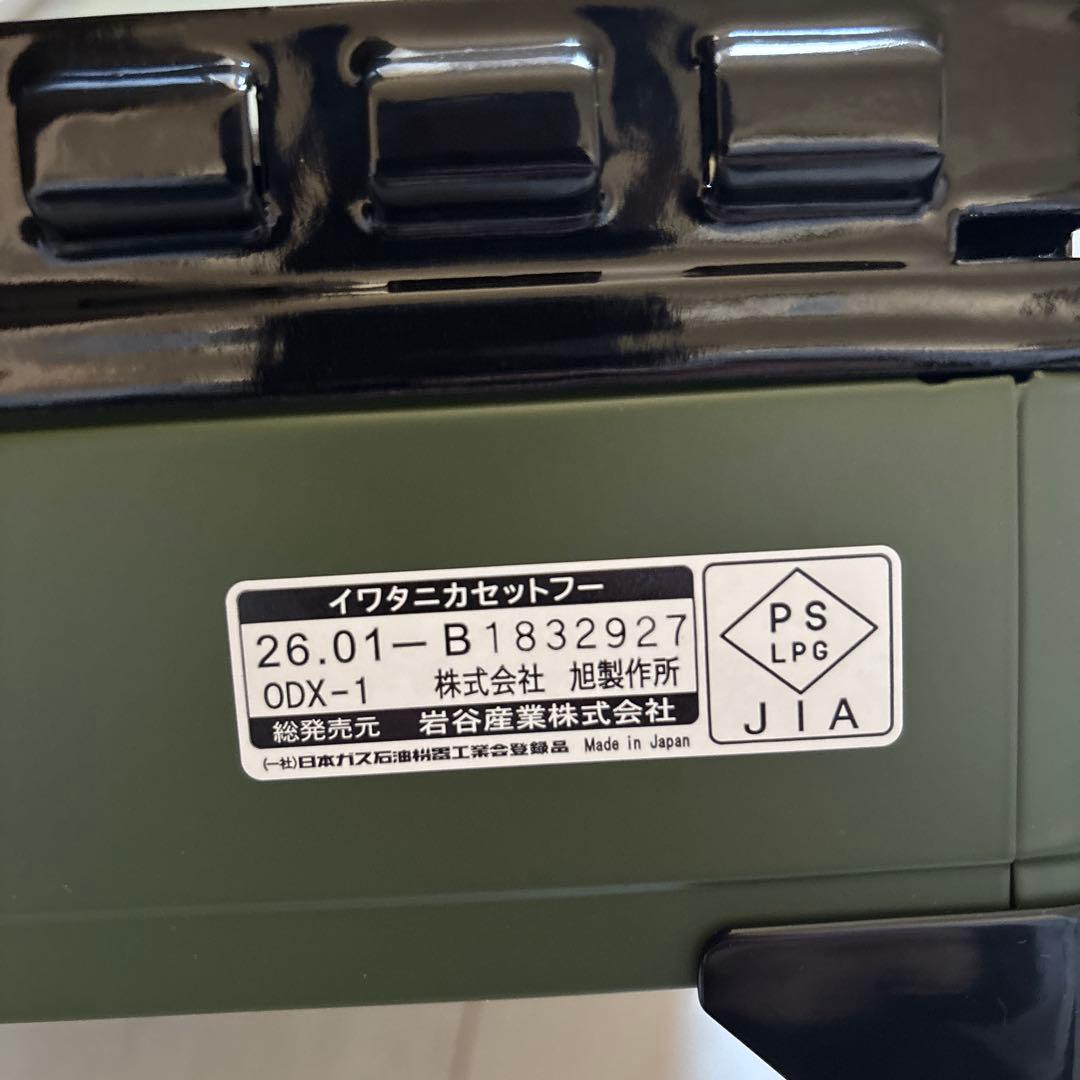 イワタニカセットフー
26.01-B1832927
ODX-1 株式会社 旭製作所
総発売元 岩谷産業株式会社
(一社)日本ガス石油機器工業会登録品 Made in Japan
PS
LPG
JIA